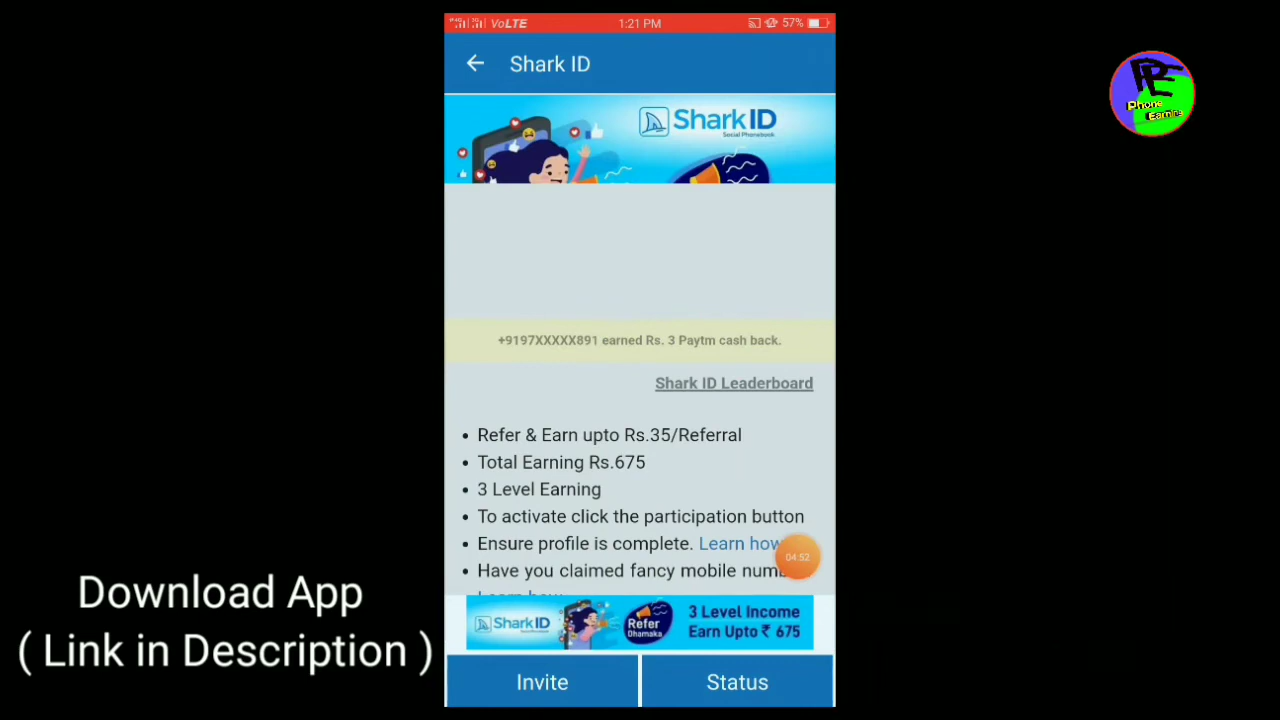 VoLTE 1:21 PM 57%
Shark ID
Shark ID
Social Phonebook
Phone
Earning
+9197XXXXX891 earned Rs. 3 Paytm cash back.
Shark ID Leaderboard
Refer & Earn upto Rs.35/Referral
Total Earning Rs.675
3 Level Earning
To activate click the participation button
Ensure profile is complete. Learn how
04:52
Have you claimed fancy mobile
Shark ID
Refer
Dhamaka
3 Level Income
Earn Upto ₹ 675
Download App
( Link in Description )
Invite
Status